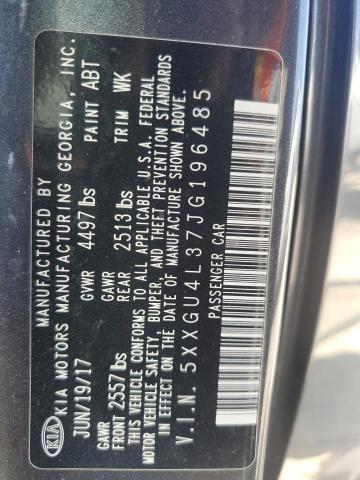 KIA
MANUFACTURED BY
KIA MOTORS MANUFACTURING GEORGIA, INC.
JUN/19/17 GVWR 4497 lbs PAINT ABT
GAWR FRONT 2557 lbs GAWR REAR 2513 lbs TRIM WK
THIS VEHICLE CONFORMS TO ALL APPLICABLE U.S.A. FEDERAL
MOTOR VEHICLE SAFETY, BUMPER, AND THEFT PREVENTION STANDARDS
IN EFFECT ON THE DATE OF MANUFACTURE SHOWN ABOVE.
V.I.N. 5XXGU4L37JG196485
PASSENGER CAR